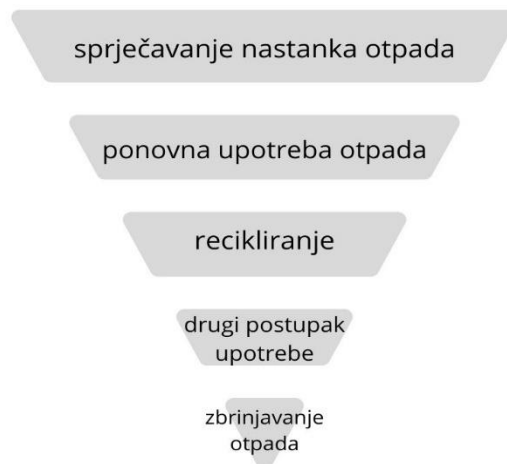 sprječavanje nastanka otpada
ponovna upotreba otpada
recikliranje
drugi postupak
upotrebe
zbrinjavanje
otpada